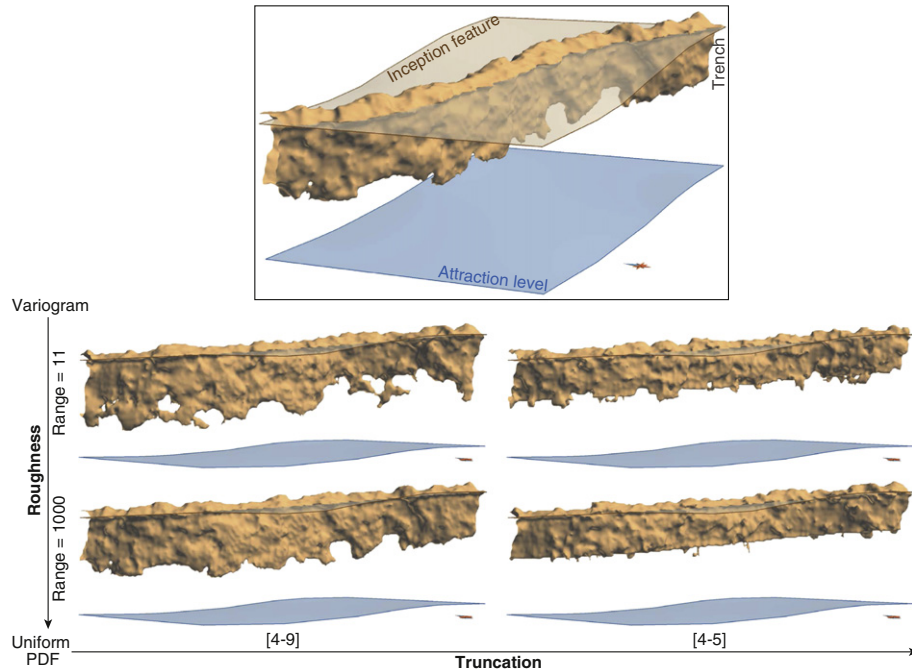 Inception feature
Trench
Attraction level
Variogram
Range = 11
Roughness
Range = 1000
Uniform
PDF
[4-9]
[4-5]
Truncation